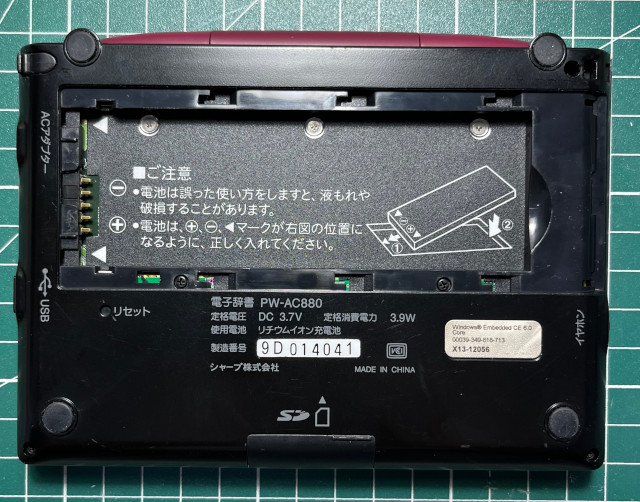 ACアダプター
USB
■ご注意
⊖
⊕
●電池は誤った使い方をしますと、液もれや
破損することがあります。
●電池は、⊕、⊖、◀マークが右図の位置に
なるように、正しく入れてください。
①
②
リセット
電子辞書 PW-AC880
定格電圧 DC 3.7V 定格消費電力 3.9W
使用電池 リチウムイオン充電池
製造番号 9D014041
シャープ株式会社
MADE IN CHINA
Windows® Embedded CE 6.0
Core
X13-12056
イヤホン
SD